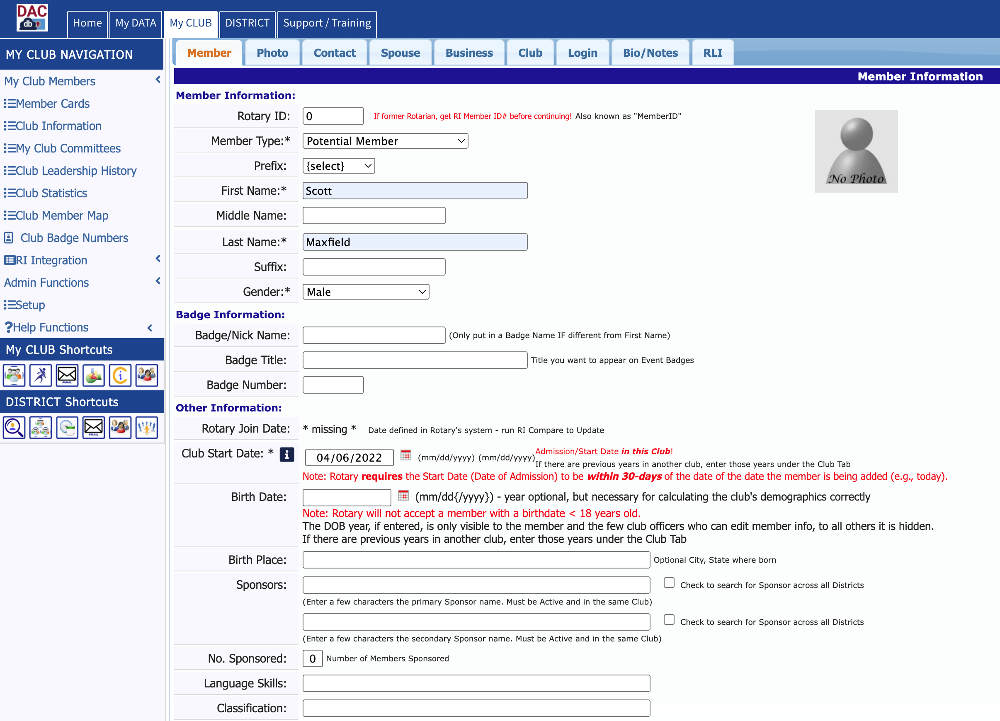 DAC
db
Home
My DATA
My CLUB
DISTRICT
Support / Training
MY CLUB NAVIGATION
My Club Members
Member Cards
Club Information
My Club Committees
Club Leadership History
Club Statistics
Club Member Map
Club Badge Numbers
RI Integration
Admin Functions
Setup
?Help Functions
My CLUB Shortcuts
PMAIL
DISTRICT Shortcuts
PMAIL
Member
Photo
Contact
Spouse
Business
Club
Login
Bio/Notes
RLI
Member Information
Member Information:
Rotary ID: 0 If former Rotarian, get RI Member ID# before continuing! Also known as "MemberID"
No Photo
Member Type:* Potential Member
Prefix: {select}
First Name:* Scott
Middle Name:
Last Name:* Maxfield
Suffix:
Gender:* Male
Badge Information:
Badge/Nick Name: (Only put in a Badge Name IF different from First Name)
Badge Title: Title you want to appear on Event Badges
Badge Number:
Other Information:
Rotary Join Date: * missing * Date defined in Rotary's system - run RI Compare to Update
Club Start Date: * i 04/06/2022 (mm/dd/yyyy) (mm/dd/yyyy) Admission/Start Date in this Club!
If there are previous years in another club, enter those years under the Club Tab
Note: Rotary requires the Start Date (Date of Admission) to be within 30-days of the date of the date the member is being added (e.g., today).
Birth Date: (mm/dd{/yyyy}) - year optional, but necessary for calculating the club's demographics correctly
Note: Rotary will not accept a member with a birthdate < 18 years old.
The DOB year, if entered, is only visible to the member and the few club officers who can edit member info, to all others it is hidden.
If there are previous years in another club, enter those years under the Club Tab
Birth Place: Optional City, State where born
Sponsors: Check to search for Sponsor across all Districts
(Enter a few characters the primary Sponsor name. Must be Active and in the same Club)
Check to search for Sponsor across all Districts
(Enter a few characters the secondary Sponsor name. Must be Active and in the same Club)
No. Sponsored: 0 Number of Members Sponsored
Language Skills:
Classification: